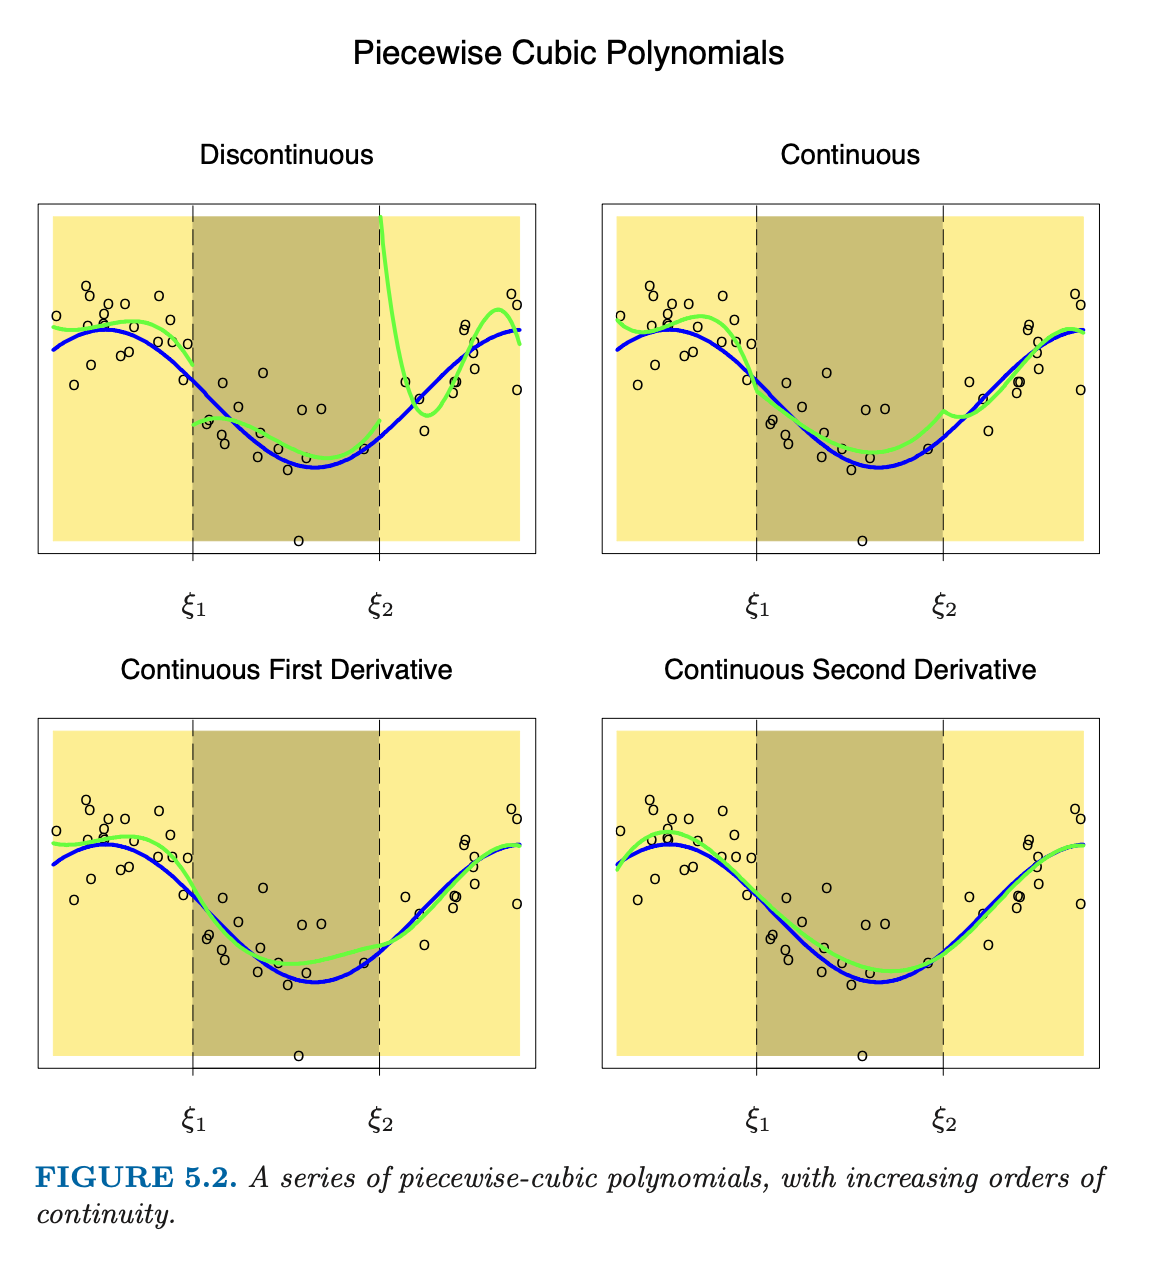 Piecewise Cubic Polynomials
Discontinuous
Continuous
ξ1 ξ2
ξ1 ξ2
Continuous First Derivative
Continuous Second Derivative
ξ1 ξ2
ξ1 ξ2
FIGURE 5.2. A series of piecewise-cubic polynomials, with increasing orders of
continuity.